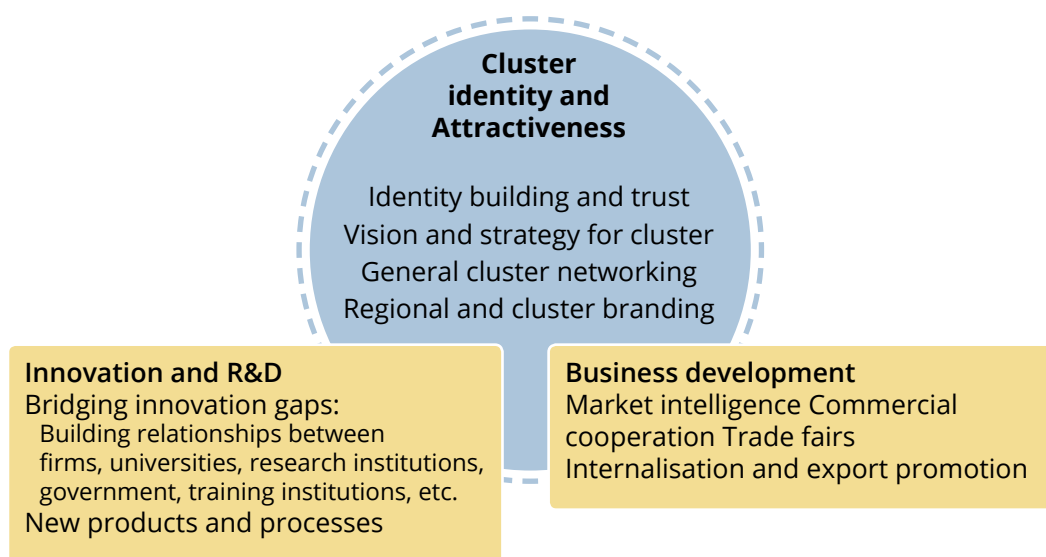 Cluster
identity and
Attractiveness
Identity building and trust
Vision and strategy for cluster
General cluster networking
Regional and cluster branding
Innovation and R&D
Bridging innovation gaps:
Building relationships between
firms, universities, research institutions,
government, training institutions, etc.
New products and processes
Business development
Market intelligence Commercial
cooperation Trade fairs
Internalisation and export promotion